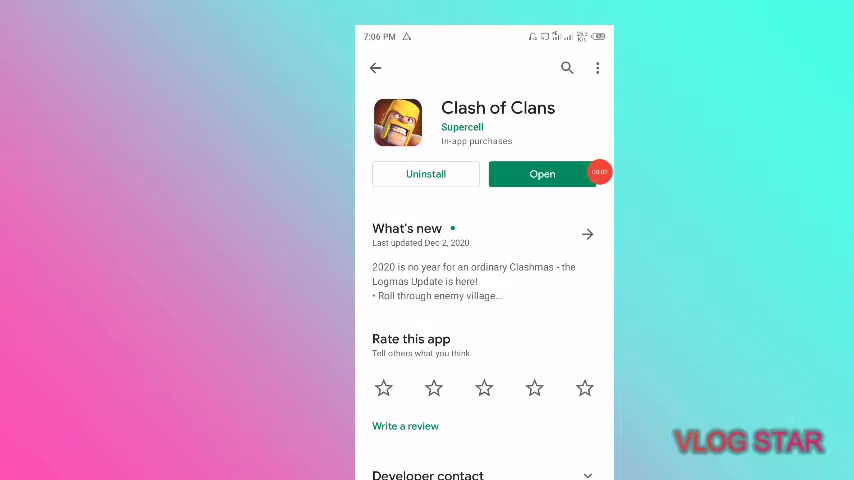 7:06 PM
Clash of Clans
Supercell
In-app purchases
Uninstall
Open
What's new
Last updated Dec 2, 2020
2020 is no year for an ordinary Clashmas - the
Logmas Update is here!
• Roll through enemy village...
Rate this app
Tell others what you think
Write a review
VLOG STAR
Developer contact